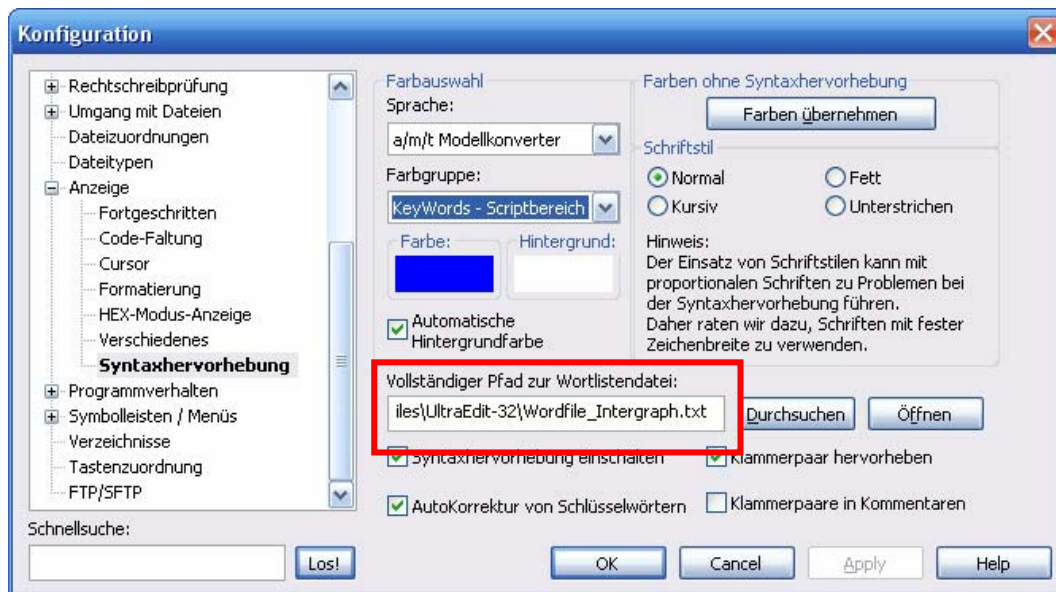 Konfiguration
Rechtschreibprüfung
Umgang mit Dateien
Dateizuordnungen
Dateitypen
Anzeige
Fortgeschritten
Code-Faltung
Cursor
Formatierung
HEX-Modus-Anzeige
Verschiedenes
Syntaxhervorhebung
Programmverhalten
Symbolleisten / Menüs
Verzeichnisse
Tastenzuordnung
FTP/SFTP
Schnellsuche:
Los!
Farbauswahl
Sprache:
a/m/t Modellkonverter
Farbgruppe:
KeyWords - Scriptbereich
Farbe: Hintergrund:
Automatische
Hintergrundfarbe
Farben ohne Syntaxhervorhebung
Farben übernehmen
Schriftstil
Normal Fett
Kursiv Unterstrichen
Hinweis:
Der Einsatz von Schriftstilen kann mit
proportionalen Schriften zu Problemen bei
der Syntaxhervorhebung führen.
Daher raten wir dazu, Schriften mit fester
Zeichenbreite zu verwenden.
Vollständiger Pfad zur Wortlistendatei:
iles\UltraEdit-32\Wordfile_Intergraph.txt Durchsuchen Öffnen
Syntaxhervorhebung einschalten Klammerpaar hervorheben
AutoKorrektur von Schlüsselwörtern Klammerpaare in Kommentaren
OK Cancel Apply Help